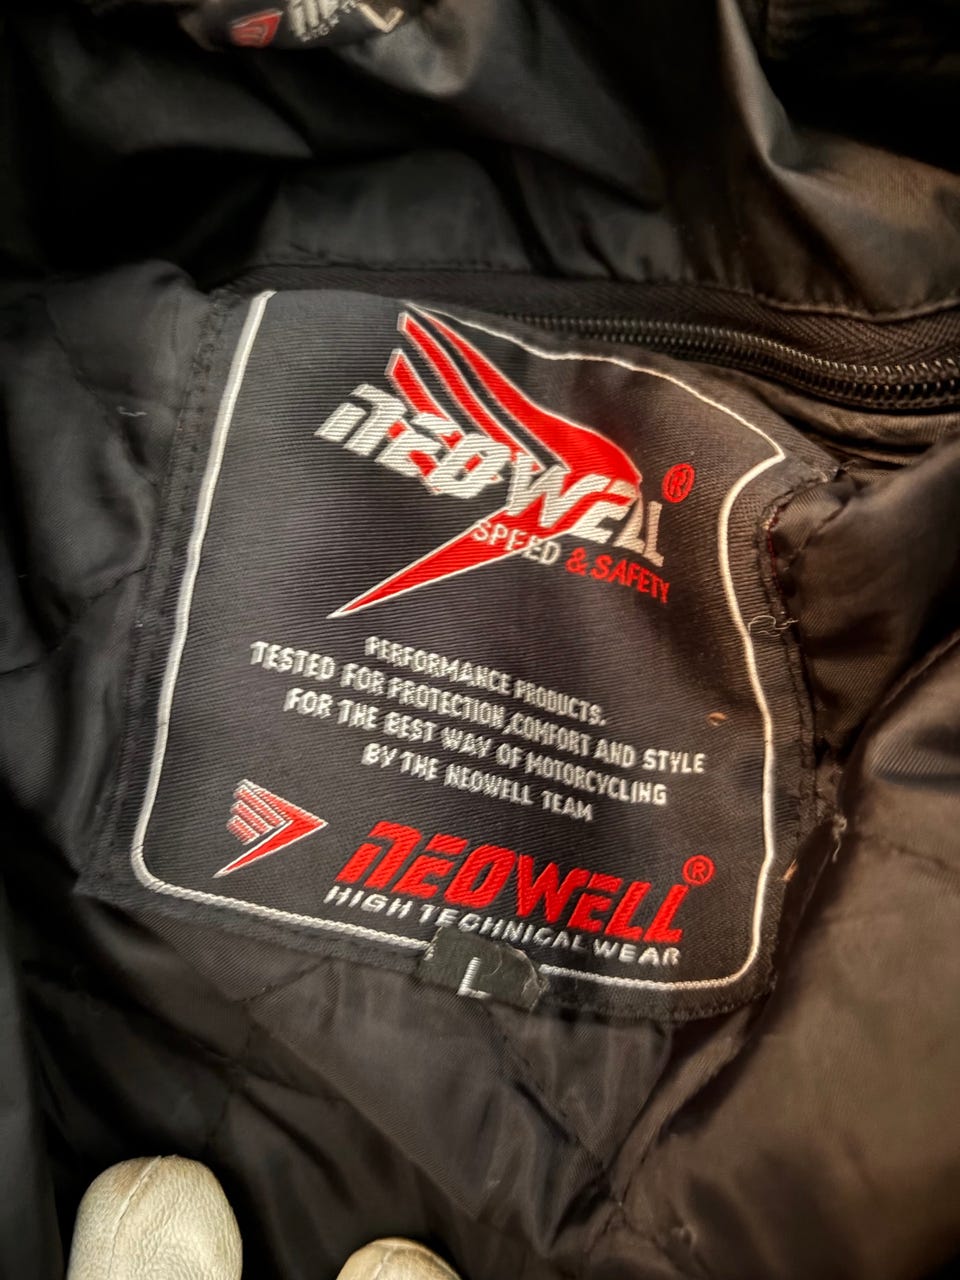 L
NEOWELL®
SPEED & SAFETY
PERFORMANCE PRODUCTS.
TESTED FOR PROTECTION,COMFORT AND STYLE
FOR THE BEST WAY OF MOTORCYCLING
BY THE NEOWELL TEAM
NEOWELL®
HIGH TECHNICAL WEAR
L